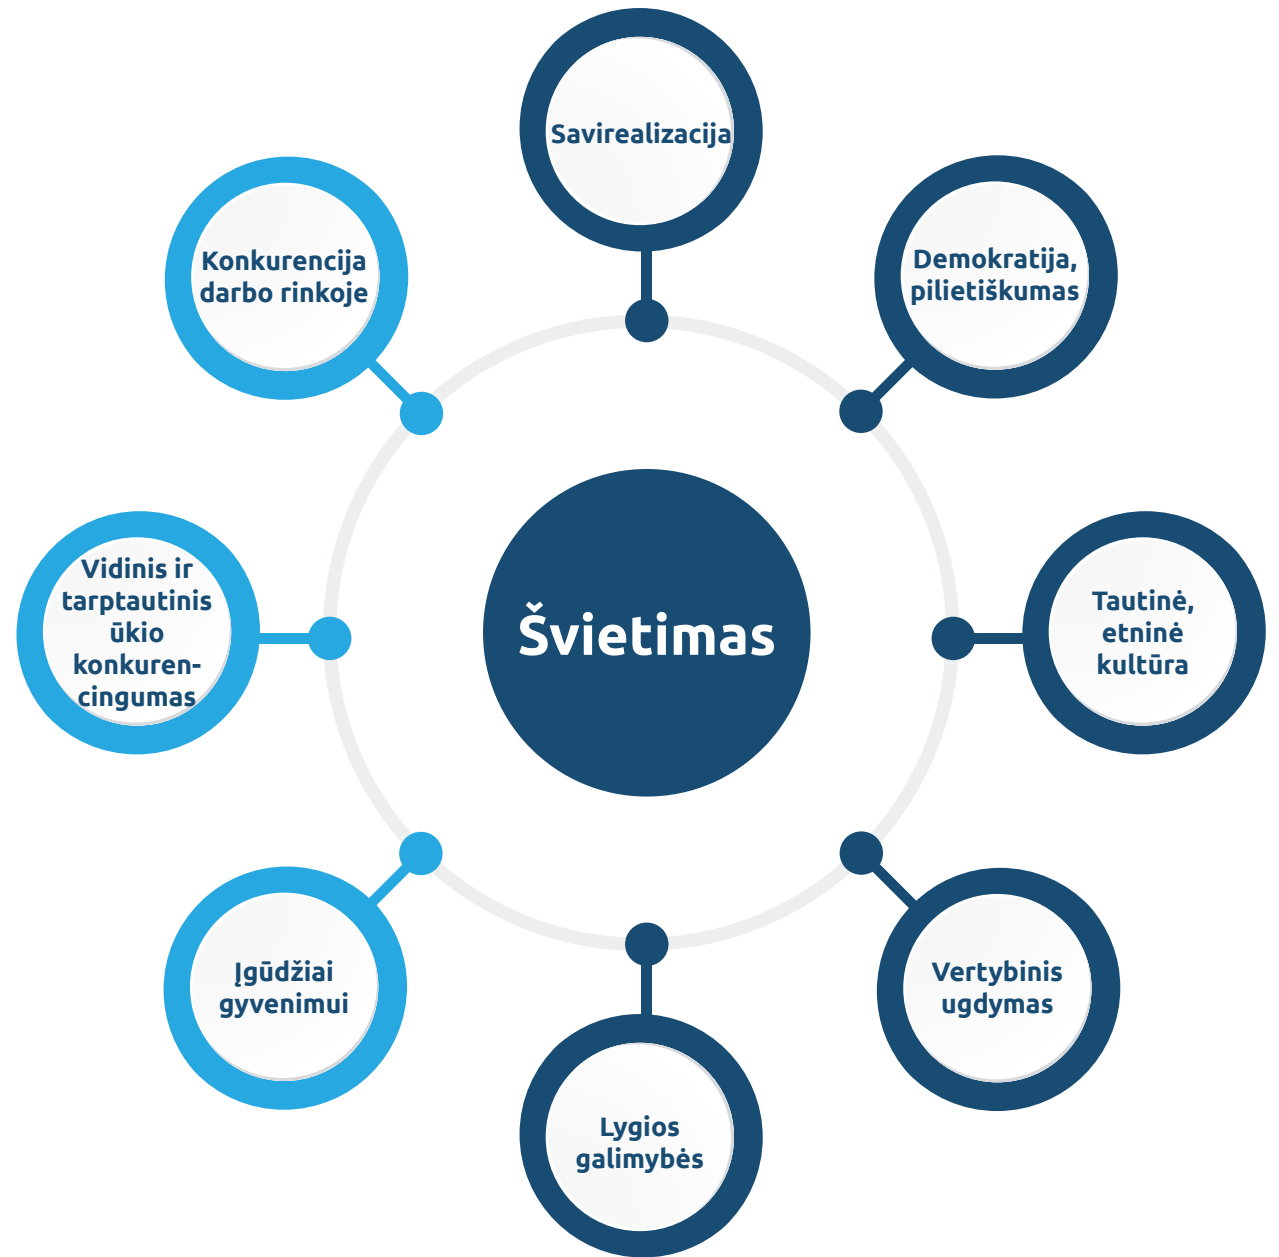 Savirealizacija
Konkurencija
darbo rinkoje
Demokratija,
pilietiškumas
Vidinis ir
tarptautinis
ūkio
konkuren-
cingumas
Švietimas
Tautinė,
etninė
kultūra
Įgūdžiai
gyvenimui
Vertybinis
ugdymas
Lygios
galimybės